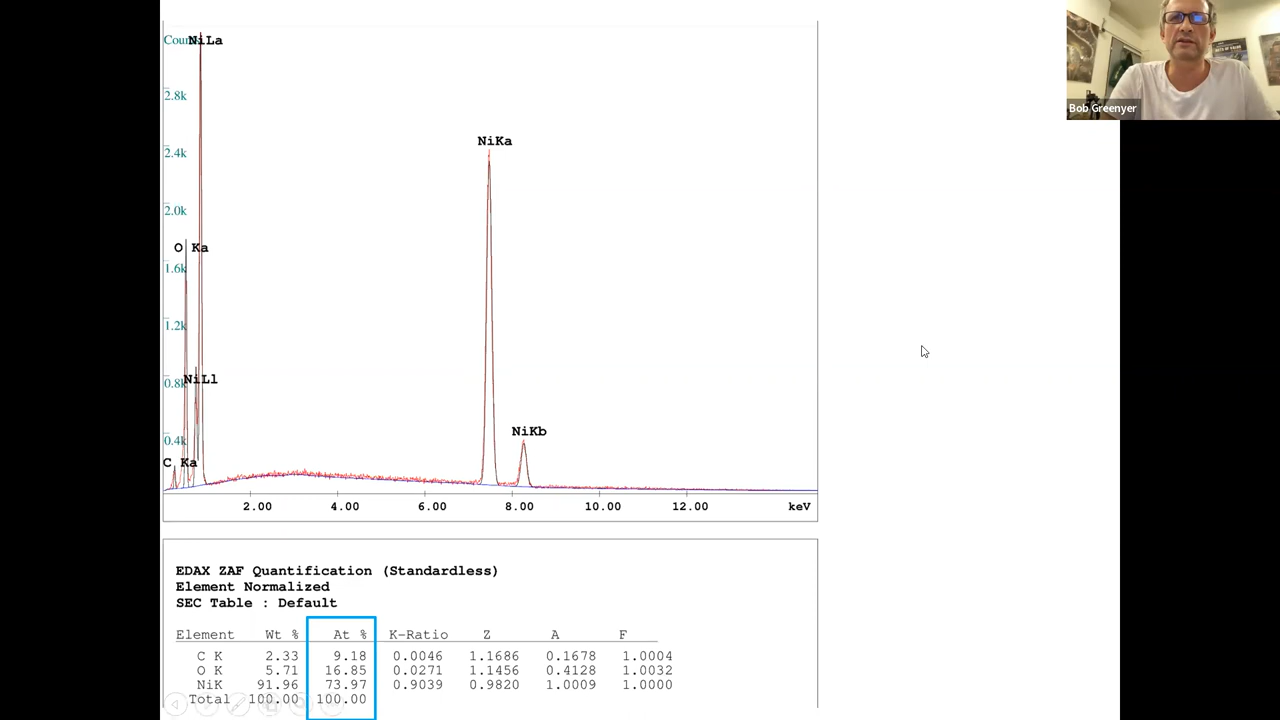 Coun NiLa
2.8k
2.4k
2.0k
1.6k
1.2k
0.8k
0.4k
NiKa
O Ka
NiLl
NiKb
C Ka
2.00 4.00 6.00 8.00 10.00 12.00 keV
EDAX ZAF Quantification (Standardless)
Element Normalized
SEC Table : Default
Element Wt % At % K-Ratio Z A F
C K 2.33 9.18 0.0046 1.1686 0.1678 1.0004
O K 5.71 16.85 0.0271 1.1456 0.4128 1.0032
NiK 91.96 73.97 0.9039 0.9820 1.0009 1.0000
Total 100.00 100.00
Bob Greenyer